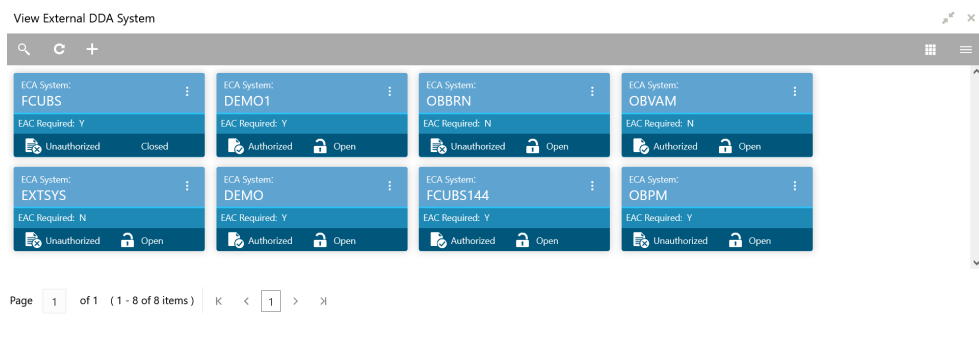 View External DDA System
ECA System:
FCUBS
EAC Required: Y
Unauthorized Closed
ECA System:
DEMO1
EAC Required: Y
Authorized Open
ECA System:
OBBRN
EAC Required: N
Unauthorized Open
ECA System:
OBVAM
EAC Required: N
Authorized Open
ECA System:
EXTSYS
EAC Required: N
Unauthorized Open
ECA System:
DEMO
EAC Required: Y
Authorized Open
ECA System:
FCUBS144
EAC Required: Y
Authorized Open
ECA System:
OBPM
EAC Required: Y
Unauthorized Open
Page 1 of 1 ( 1 - 8 of 8 items ) 1